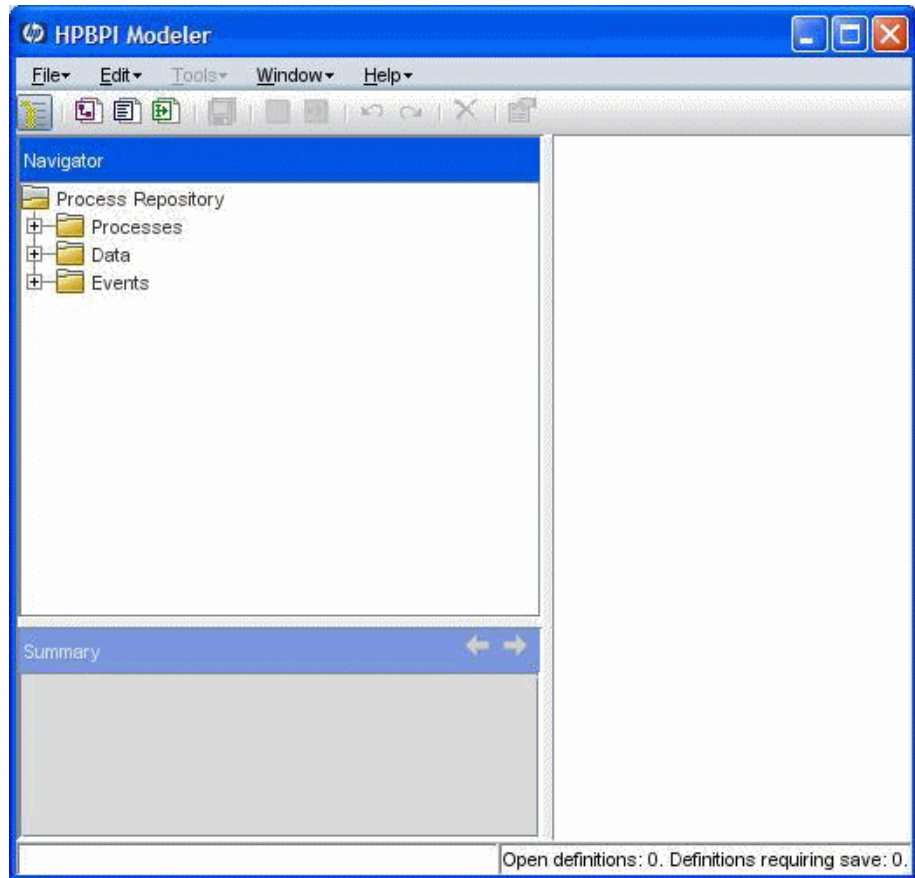 HPBPI Modeler
File Edit Tools Window Help
Navigator
Process Repository
Processes
Data
Events
Summary
Open definitions: 0. Definitions requiring save: 0.